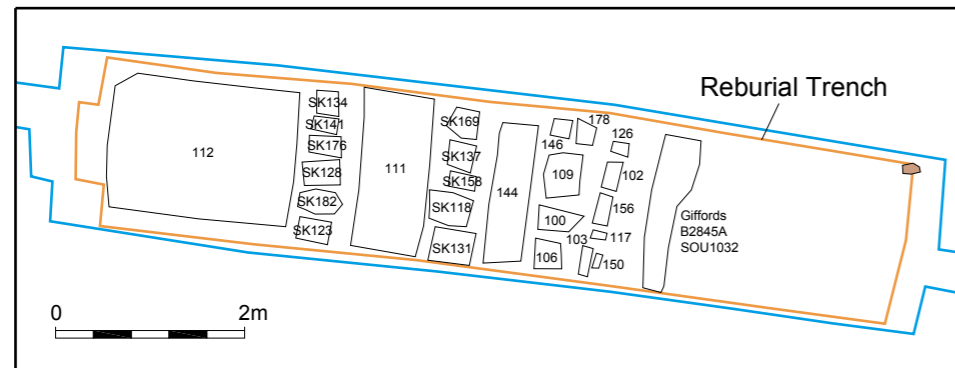 Reburial Trench
SK134
SK141
SK176
SK128
SK182
SK123
112
111
SK169
SK137
SK158
SK118
SK131
144
146
178
126
109
102
100
156
103
117
106
150
Giffords
B2845A
SOU1032
0 2m